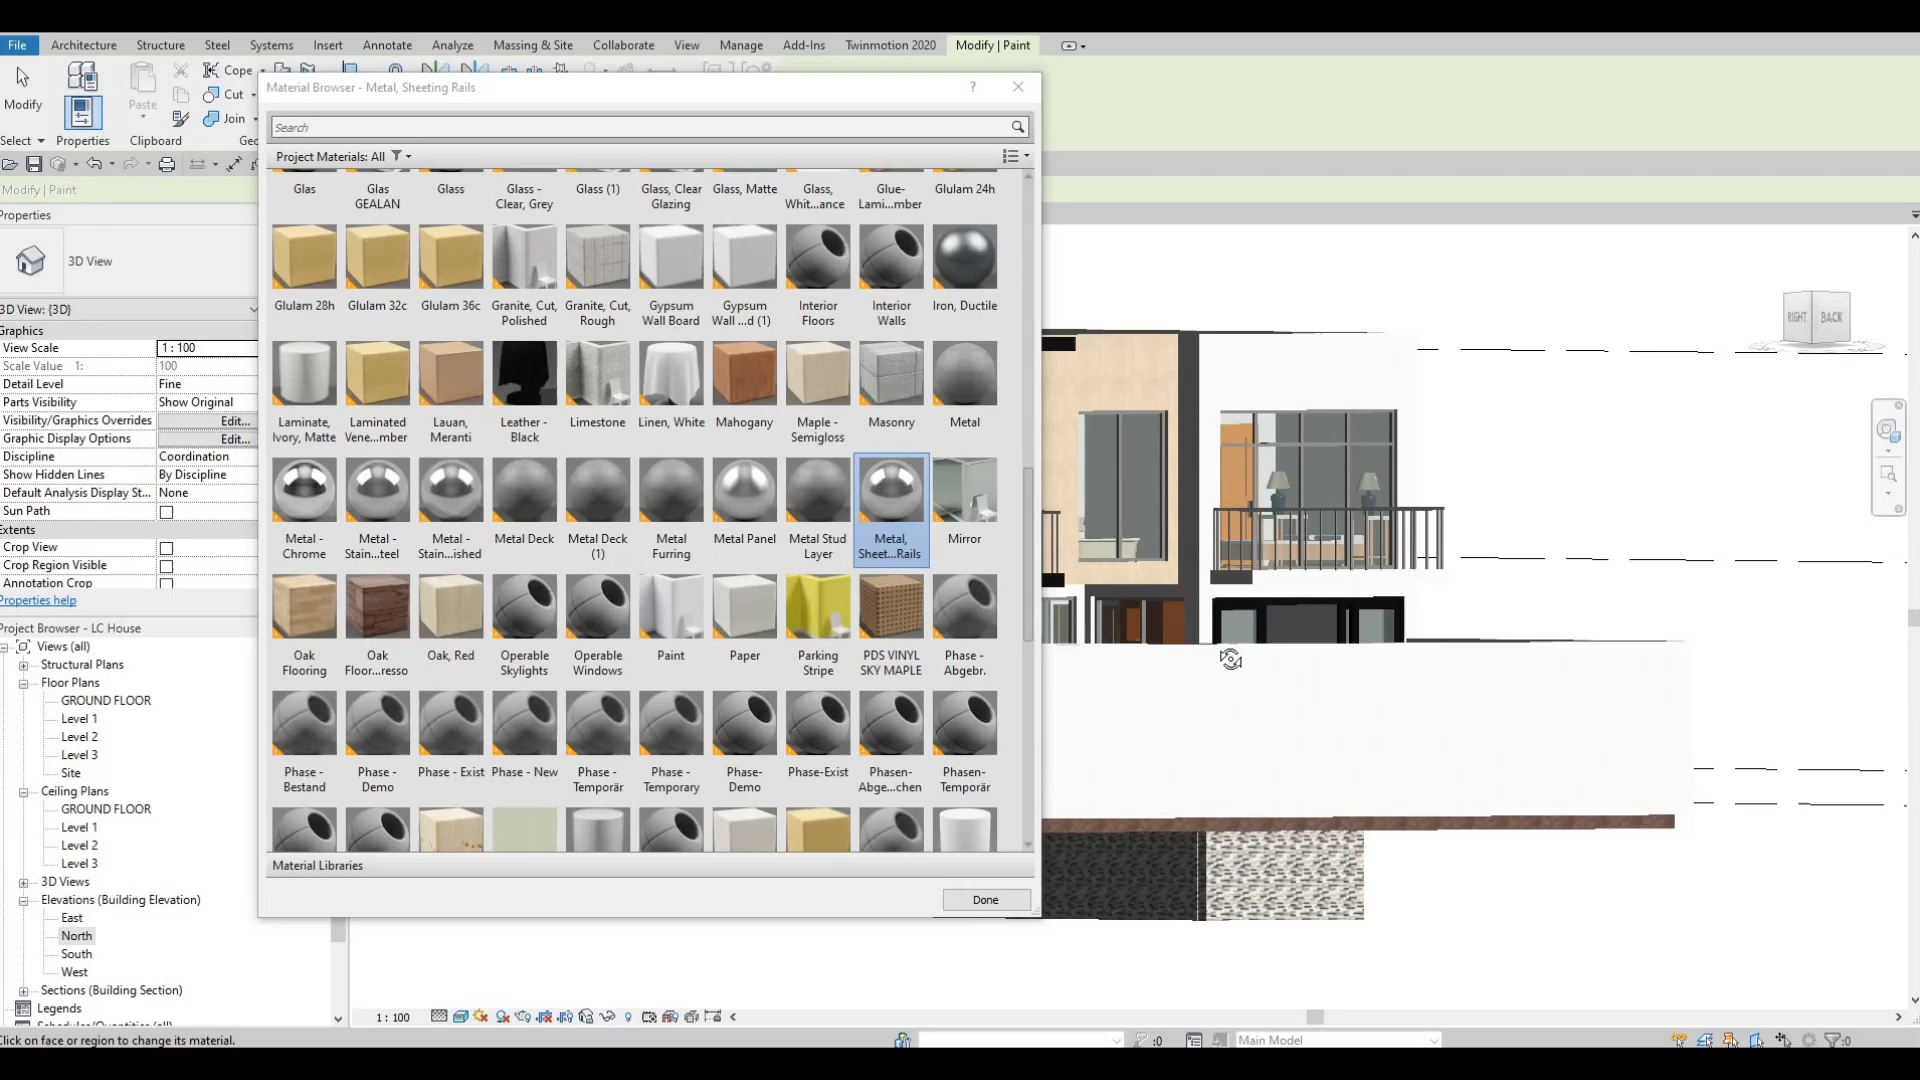 File Architecture Structure Steel Systems Insert Annotate Analyze Massing & Site Collaborate View Manage Add-Ins Twinmotion 2020 Modify | Paint
Modify
Paste
Cope
Cut
Join
Select Properties Clipboard
Modify | Paint
Properties
3D View
3D View: {3D}
Graphics
View Scale 1 : 100
Scale Value 1: 100
Detail Level Fine
Parts Visibility Show Original
Visibility/Graphics Overrides Edit...
Graphic Display Options Edit...
Discipline Coordination
Show Hidden Lines By Discipline
Default Analysis Display St... None
Sun Path
Extents
Crop View
Crop Region Visible
Annotation Crop
Properties help
Project Browser - LC House
Views (all)
Structural Plans
Floor Plans
GROUND FLOOR
Level 1
Level 2
Level 3
Site
Ceiling Plans
GROUND FLOOR
Level 1
Level 2
Level 3
3D Views
Elevations (Building Elevation)
East
North
South
West
Sections (Building Section)
Legends
Schedules/Quantities (all)
Material Browser - Metal, Sheeting Rails ?
Search
Project Materials: All
Glas
Glas GEALAN
Glass
Glass - Clear, Grey
Glass (1)
Glass, Clear Glazing
Glass, Matte
Glass, Whit...ance
Glue-Lami...mber
Glulam 24h
Glulam 28h
Glulam 32c
Glulam 36c
Granite, Cut, Polished
Granite, Cut, Rough
Gypsum Wall Board
Gypsum Wall ...d (1)
Interior Floors
Interior Walls
Iron, Ductile
Laminate, Ivory, Matte
Laminated Vene...mber
Lauan, Meranti
Leather - Black
Limestone
Linen, White
Mahogany
Maple - Semigloss
Masonry
Metal
Metal - Chrome
Metal - Stain...teel
Metal - Stain...ished
Metal Deck
Metal Deck (1)
Metal Furring
Metal Panel
Metal Stud Layer
Metal, Sheet...Rails
Mirror
Oak Flooring
Oak Floor...resso
Oak, Red
Operable Skylights
Operable Windows
Paint
Paper
Parking Stripe
PDS VINYL SKY MAPLE
Phase - Abgebr.
Phase - Bestand
Phase - Demo
Phase - Exist
Phase - New
Phase - Temporär
Phase - Temporary
Phase-Demo
Phase-Exist
Phasen-Abge...chen
Phasen-Temporär
Material Libraries
Done
RIGHT BACK
1 : 100
Click on face or region to change its material.
:0
Main Model
:0